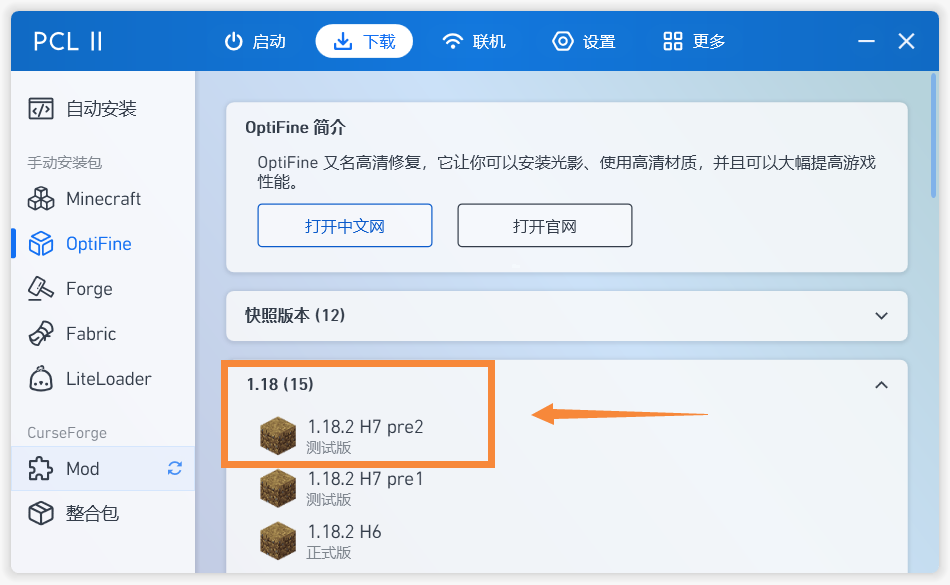 PCL II
启动
下载
联机
设置
更多
自动安装
手动安装包
Minecraft
OptiFine
Forge
Fabric
LiteLoader
CurseForge
Mod
整合包
OptiFine 简介
OptiFine 又名高清修复，它让你可以安装光影、使用高清材质，并且可以大幅提高游戏
性能。
打开中文网
打开官网
快照版本 (12)
1.18 (15)
1.18.2 H7 pre2
测试版
1.18.2 H7 pre1
测试版
1.18.2 H6
正式版